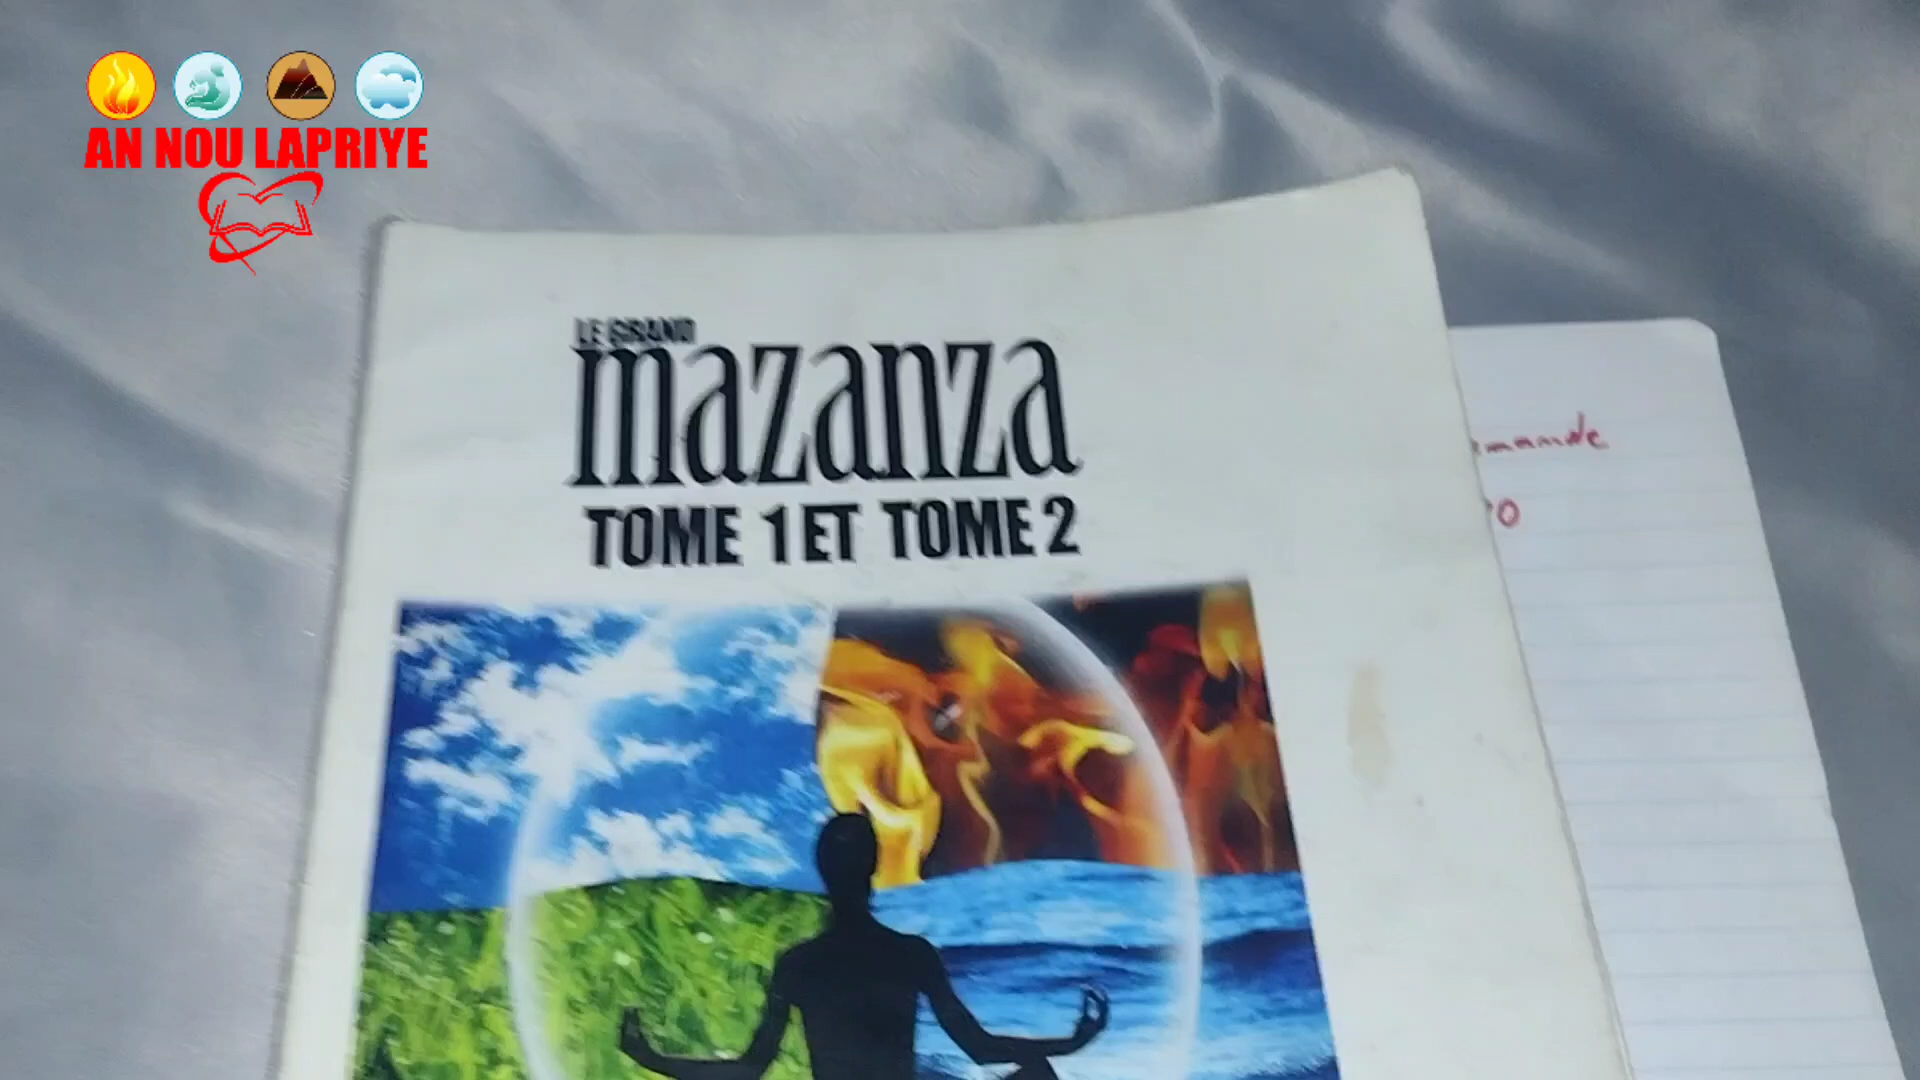 AN NOU LAPRIYE
LE GRAND
mazanza
TOME 1 ET TOME 2